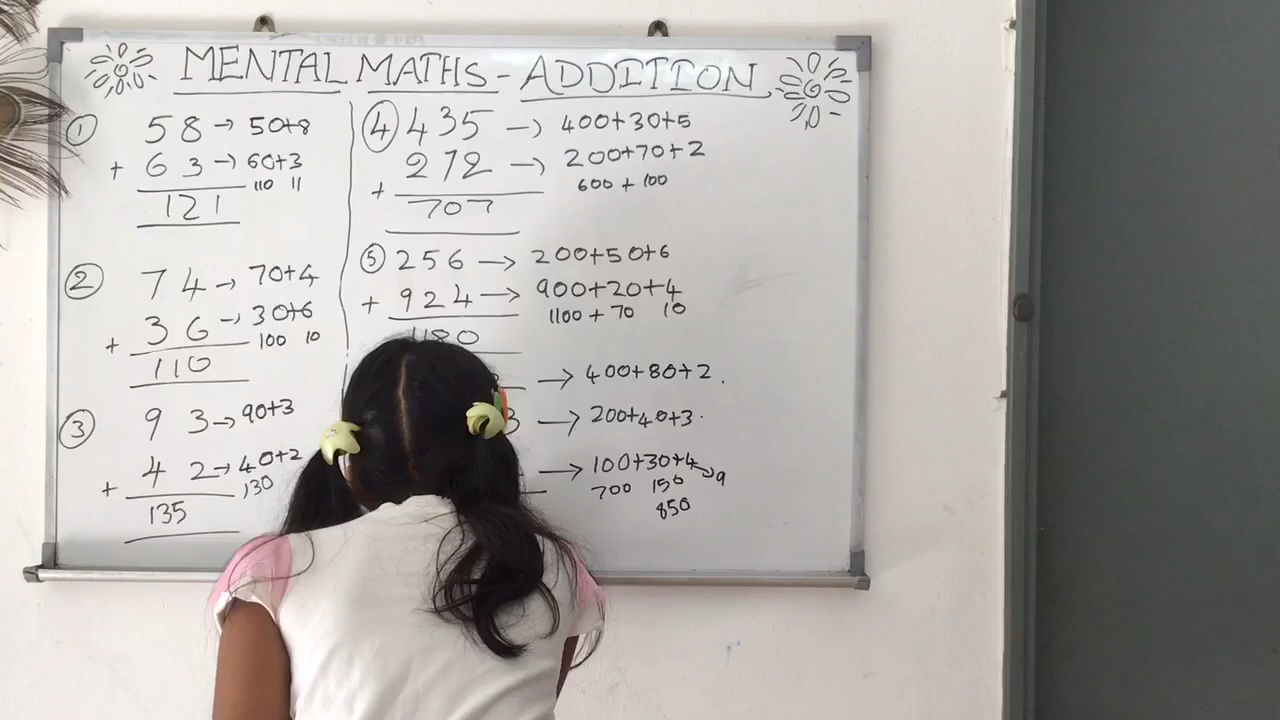 MENTAL MATHS - ADDITION
① 58 → 50+8
+ 63 → 60+3
110 11
121
② 74 → 70+4
+ 36 → 30+6
100 10
110
③ 93 → 90+3
+ 42 → 40+2
130
135
④ 435 → 400+30+5
+ 272 → 200+70+2
600 + 100
707
⑤ 256 → 200+50+6
+ 924 → 900+20+4
1100 + 70 10
1180
→ 400+80+2.
3 → 200+40+3.
→ 100+30+4 → 9
700 150
850